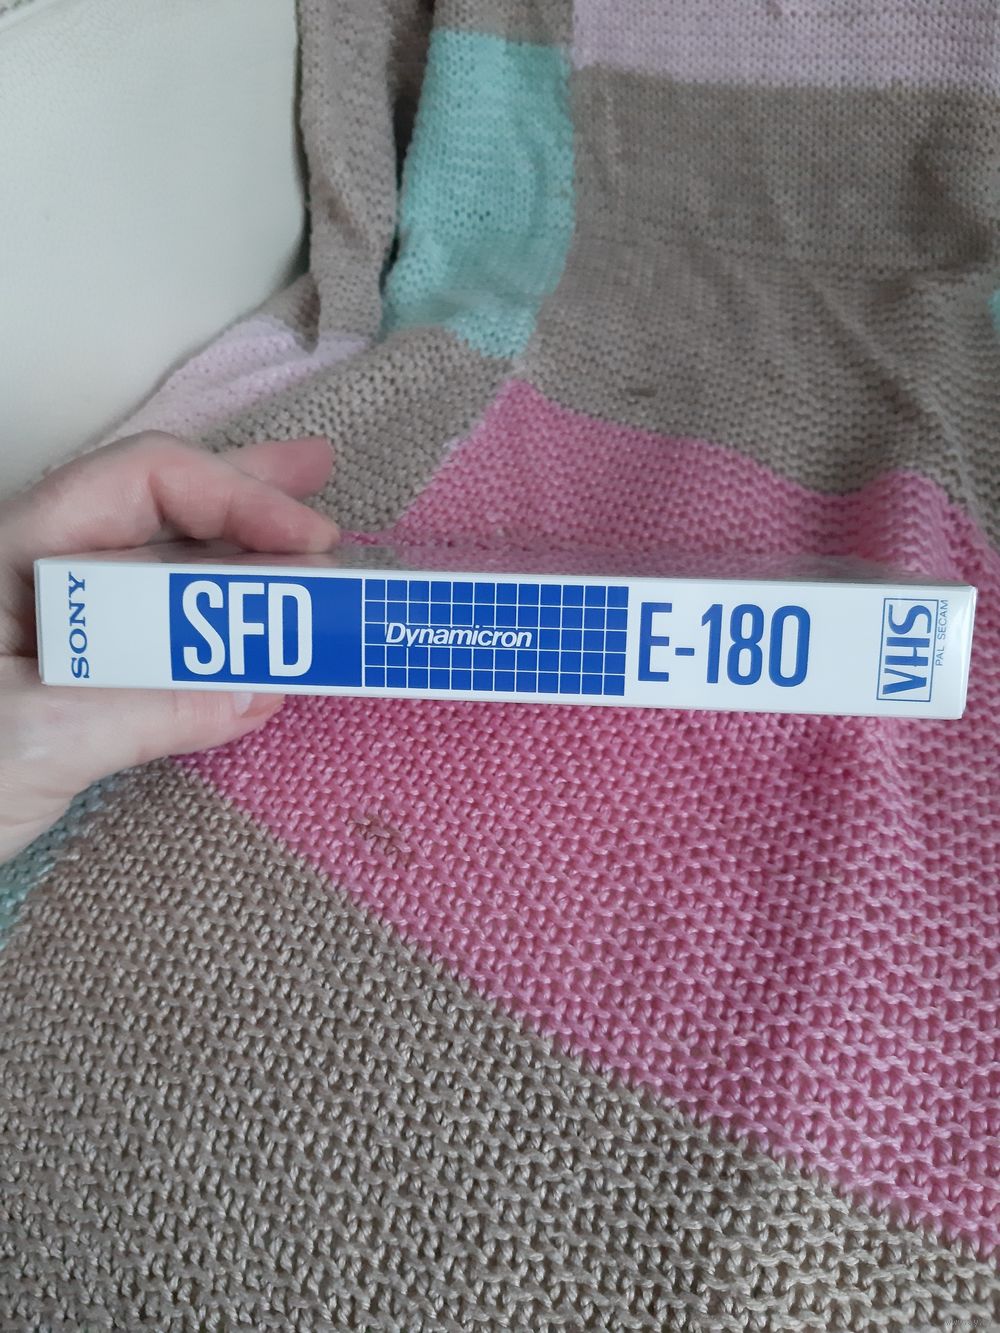 SONY
SFD
Dynamicron
E-180
VHS
PAL SECAM